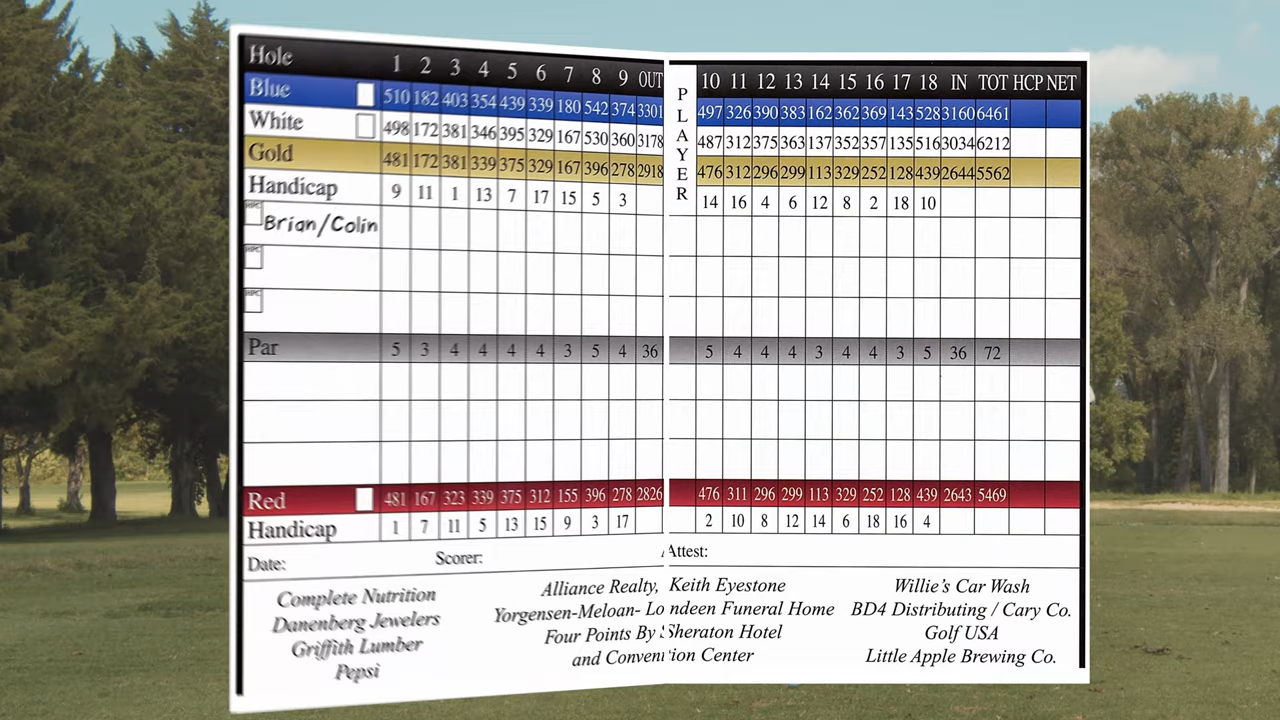 Hole 1 2 3 4 5 6 7 8 9 OUT PLAYER 10 11 12 13 14 15 16 17 18 IN TOT HCP NET
Blue 510 182 403 354 439 339 180 542 374 3301 497 326 390 383 162 362 369 143 528 3160 6461
White 498 172 381 346 395 329 167 530 360 3178 487 312 375 363 137 352 357 135 516 3034 6212
Gold 481 172 381 339 375 329 167 396 278 2918 476 312 296 299 113 329 252 128 439 2644 5562
Handicap 9 11 1 13 7 17 15 5 3 14 16 4 6 12 8 2 18 10
HPC Brian/Colin
HPC
HPC
Par 5 3 4 4 4 4 3 5 4 36 5 4 4 4 3 4 4 3 5 36 72
Red 481 167 323 339 375 312 155 396 278 2826 476 311 296 299 113 329 252 128 439 2643 5469
Handicap 1 7 11 5 13 15 9 3 17 2 10 8 12 14 6 18 16 4
Date: Scorer: Attest:
Complete Nutrition
Danenberg Jewelers
Griffith Lumber
Pepsi
Alliance Realty, Keith Eyestone
Yorgensen-Meloan-Londeen Funeral Home
Four Points By Sheraton Hotel
and Convention Center
Willie's Car Wash
BD4 Distributing / Cary Co.
Golf USA
Little Apple Brewing Co.